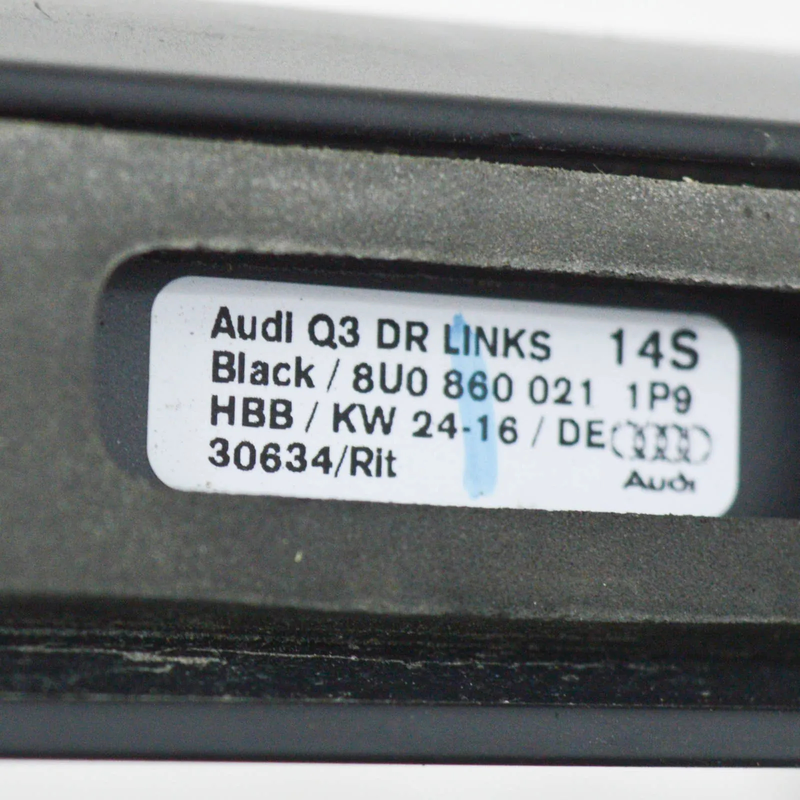 Audi Q3 DR LINKS 14S
Black / 8U0 860 021 1P9
HBB / KW 24-16 / DE
30634/Rit
Audi